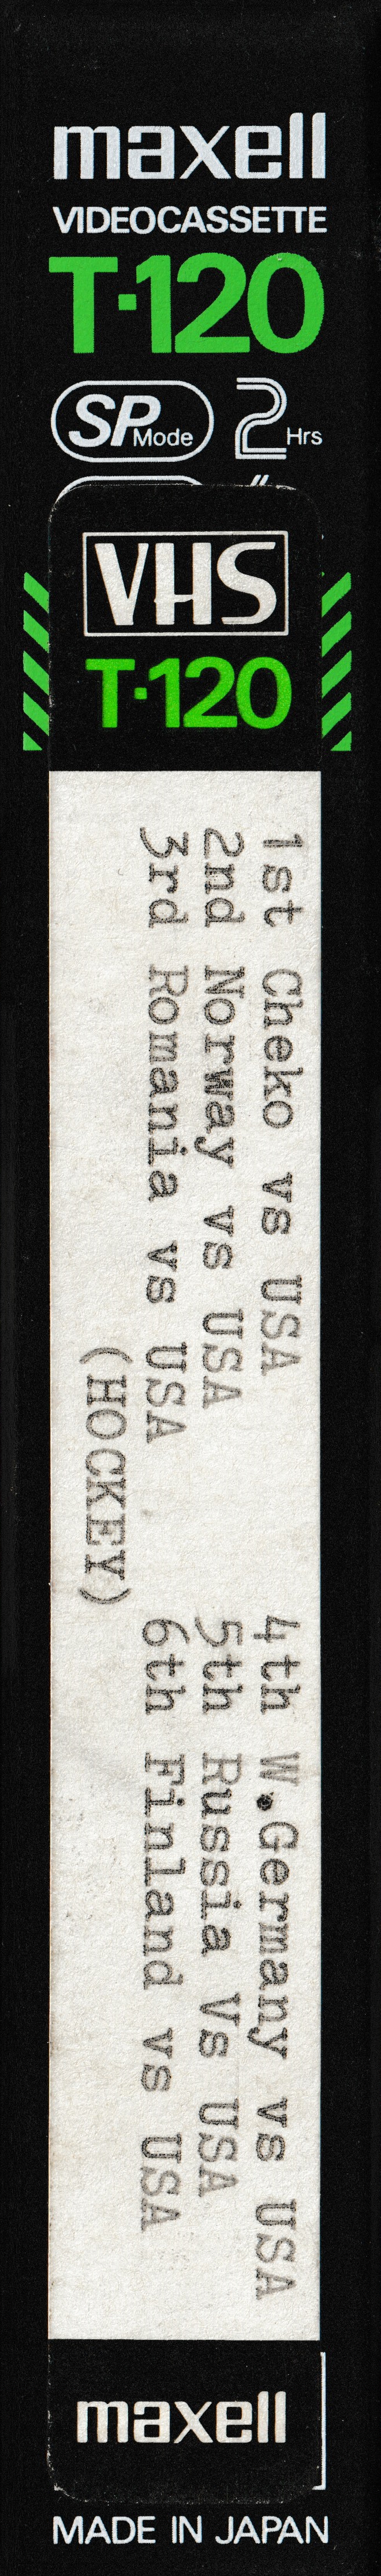 maxell
VIDEOCASSETTE
T·120
SP Mode 2 Hrs
VHS
T·120
1st Cheko vs USA
2nd Norway vs USA
3rd Romania vs USA
(HOCKEY)
4th W.Germany vs USA
5th Russia Vs USA
6th Finland vs USA
maxell
MADE IN JAPAN